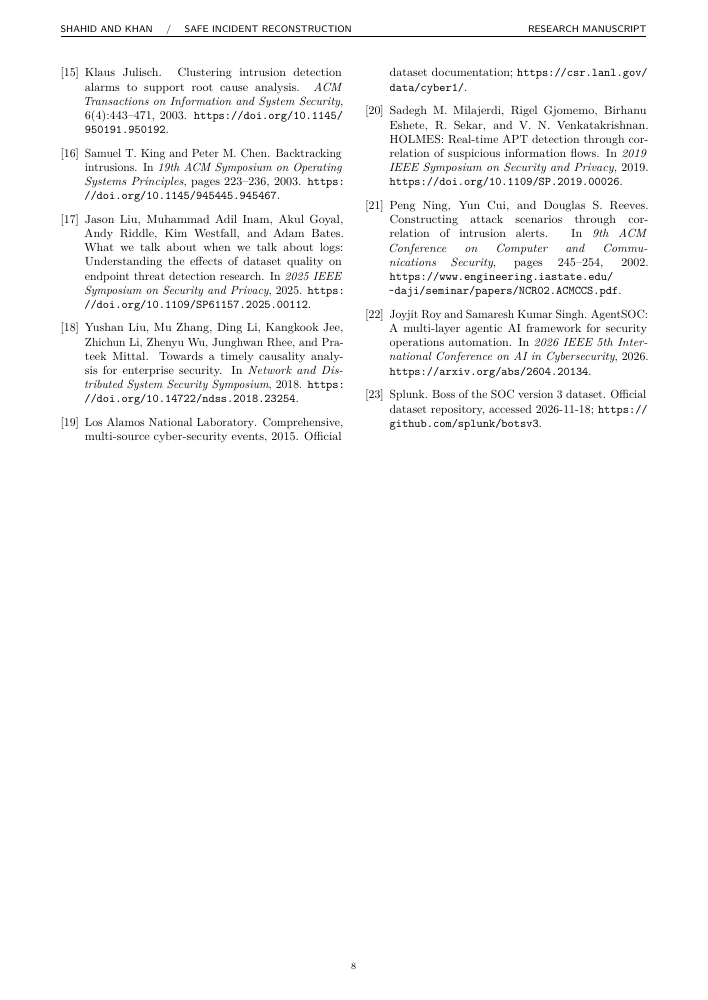 SHAHID AND KHAN / SAFE INCIDENT RECONSTRUCTION RESEARCH MANUSCRIPT
[15] Klaus Julisch. Clustering intrusion detection
alarms to support root cause analysis. ACM
Transactions on Information and System Security,
6(4):443–471, 2003. https://doi.org/10.1145/
950191.950192.
[16] Samuel T. King and Peter M. Chen. Backtracking
intrusions. In 19th ACM Symposium on Operating
Systems Principles, pages 223–236, 2003. https:
//doi.org/10.1145/945445.945467.
[17] Jason Liu, Muhammad Adil Inam, Akul Goyal,
Andy Riddle, Kim Westfall, and Adam Bates.
What we talk about when we talk about logs:
Understanding the effects of dataset quality on
endpoint threat detection research. In 2025 IEEE
Symposium on Security and Privacy, 2025. https:
//doi.org/10.1109/SP61157.2025.00112.
[18] Yushan Liu, Mu Zhang, Ding Li, Kangkook Jee,
Zhichun Li, Zhenyu Wu, Junghwan Rhee, and Pra-
teek Mittal. Towards a timely causality analy-
sis for enterprise security. In Network and Dis-
tributed System Security Symposium, 2018. https:
//doi.org/10.14722/ndss.2018.23254.
[19] Los Alamos National Laboratory. Comprehensive,
multi-source cyber-security events, 2015. Official
dataset documentation; https://csr.lanl.gov/
data/cyber1/.
[20] Sadegh M. Milajerdi, Rigel Gjomemo, Birhanu
Eshete, R. Sekar, and V. N. Venkatakrishnan.
HOLMES: Real-time APT detection through cor-
relation of suspicious information flows. In 2019
IEEE Symposium on Security and Privacy, 2019.
https://doi.org/10.1109/SP.2019.00026.
[21] Peng Ning, Yun Cui, and Douglas S. Reeves.
Constructing attack scenarios through cor-
relation of intrusion alerts. In 9th ACM
Conference on Computer and Commu-
nications Security, pages 245–254, 2002.
https://www.engineering.iastate.edu/
~daji/seminar/papers/NCR02.ACMCCS.pdf.
[22] Joyjit Roy and Samaresh Kumar Singh. AgentSOC:
A multi-layer agentic AI framework for security
operations automation. In 2026 IEEE 5th Inter-
national Conference on AI in Cybersecurity, 2026.
https://arxiv.org/abs/2604.20134.
[23] Splunk. Boss of the SOC version 3 dataset. Official
dataset repository, accessed 2026-11-18; https://
github.com/splunk/botsv3.
8